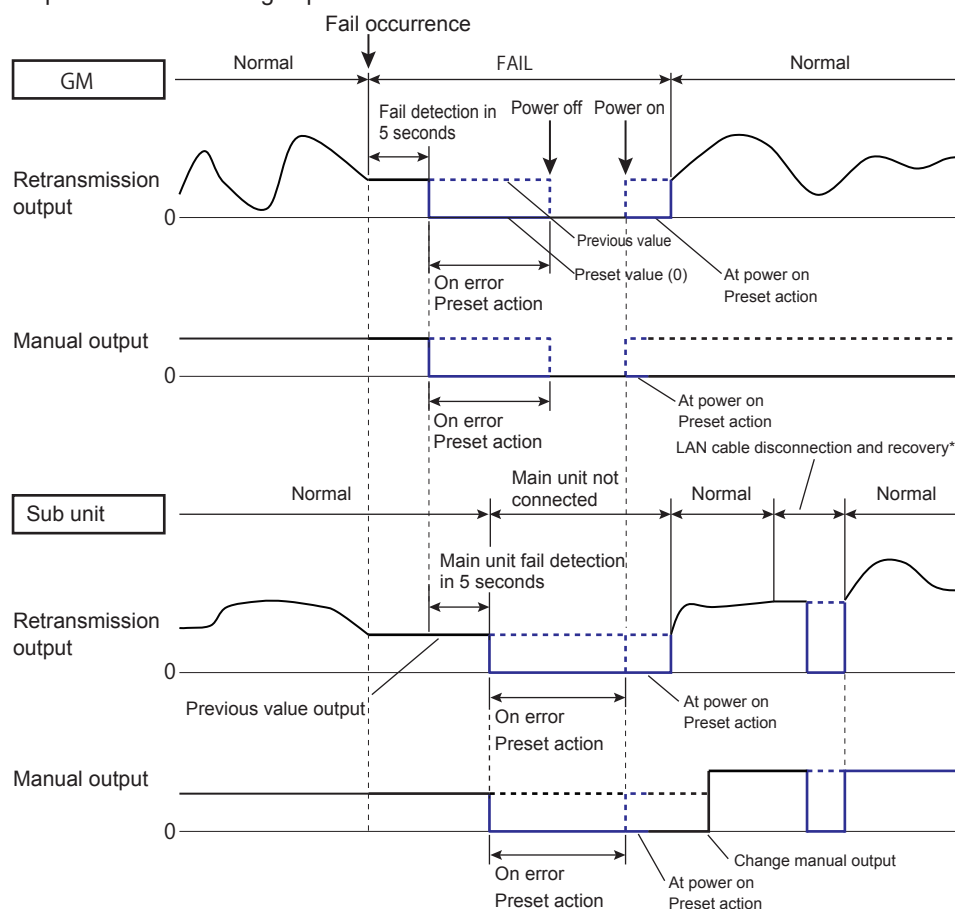 Fail occurrence
Normal
FAIL
Normal
GM
Fail detection in
5 seconds
Power off
Power on
Retransmission
output
0
Previous value
Preset value (0)
At power on
Preset action
On error
Preset action
Manual output
0
At power on
Preset action
On error
Preset action
LAN cable disconnection and recovery*
Normal
Main unit not
connected
Normal
Normal
Sub unit
Main unit fail detection
in 5 seconds
Retransmission
output
0
Previous value output
At power on
Preset action
On error
Preset action
Manual output
0
Change manual output
On error
Preset action
At power on
Preset action